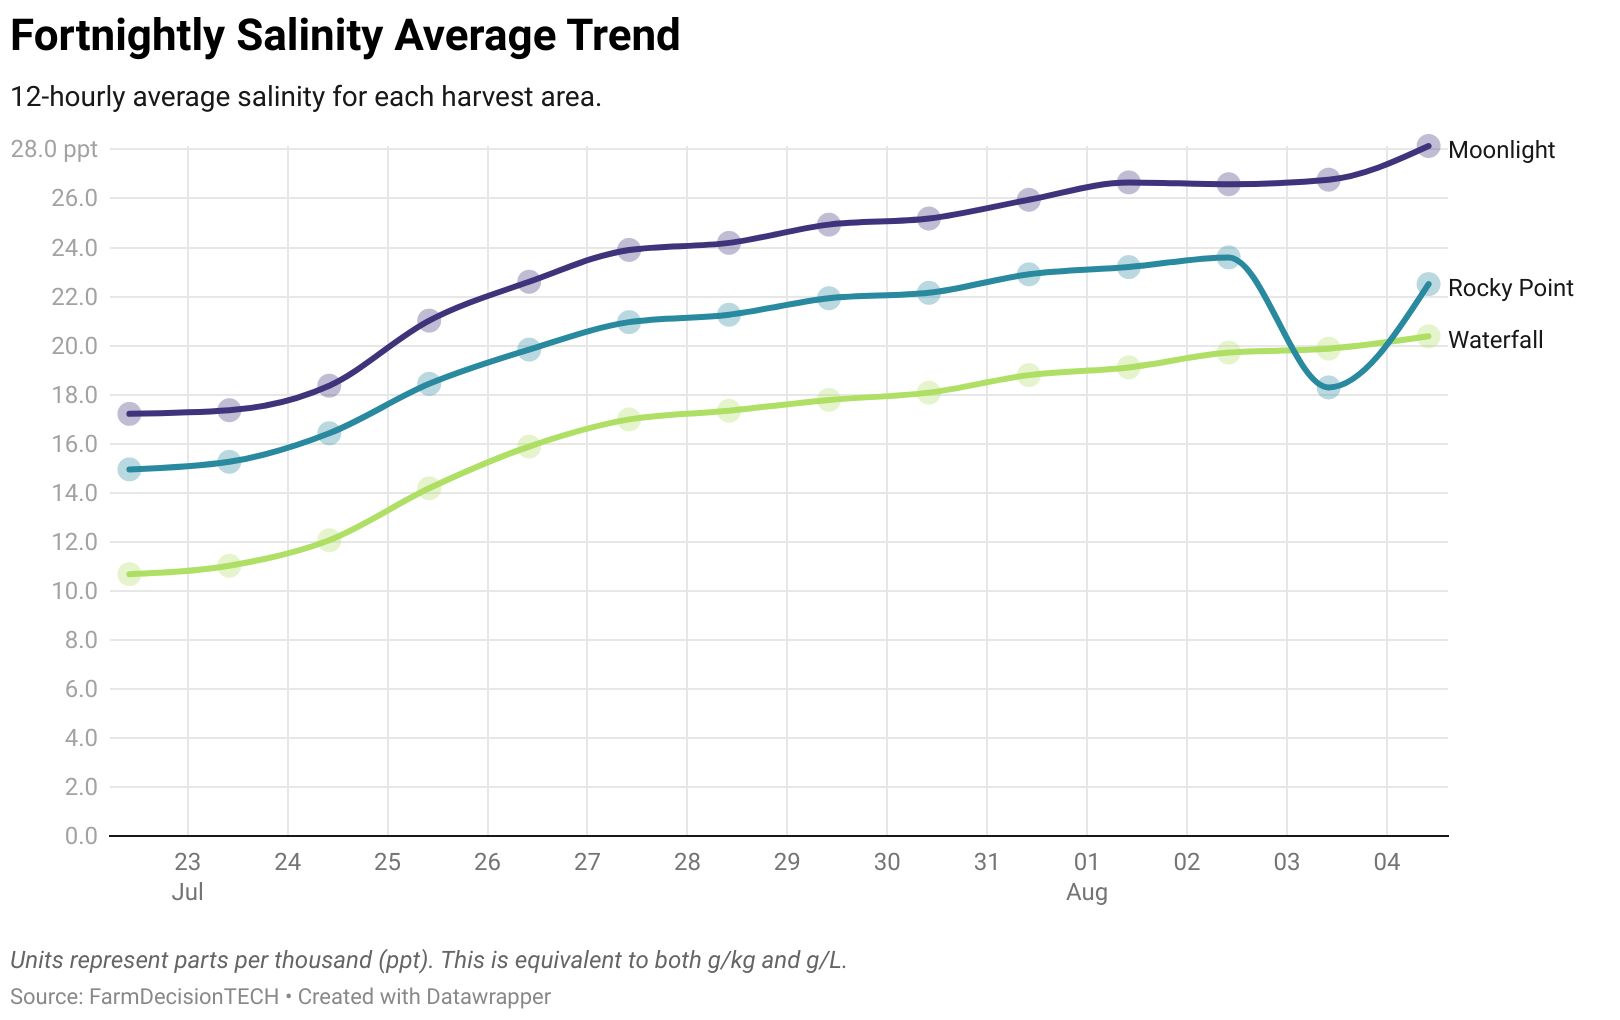 Fortnightly Salinity Average Trend
12-hourly average salinity for each harvest area.
28.0 ppt
26.0
24.0
22.0
20.0
18.0
16.0
14.0
12.0
10.0
8.0
6.0
4.0
2.0
0.0
Moonlight
Rocky Point
Waterfall
23 24 25 26 27 28 29 30 31 01 02 03 04
Jul Aug
Units represent parts per thousand (ppt). This is equivalent to both g/kg and g/L.
Source: FarmDecisionTECH • Created with Datawrapper